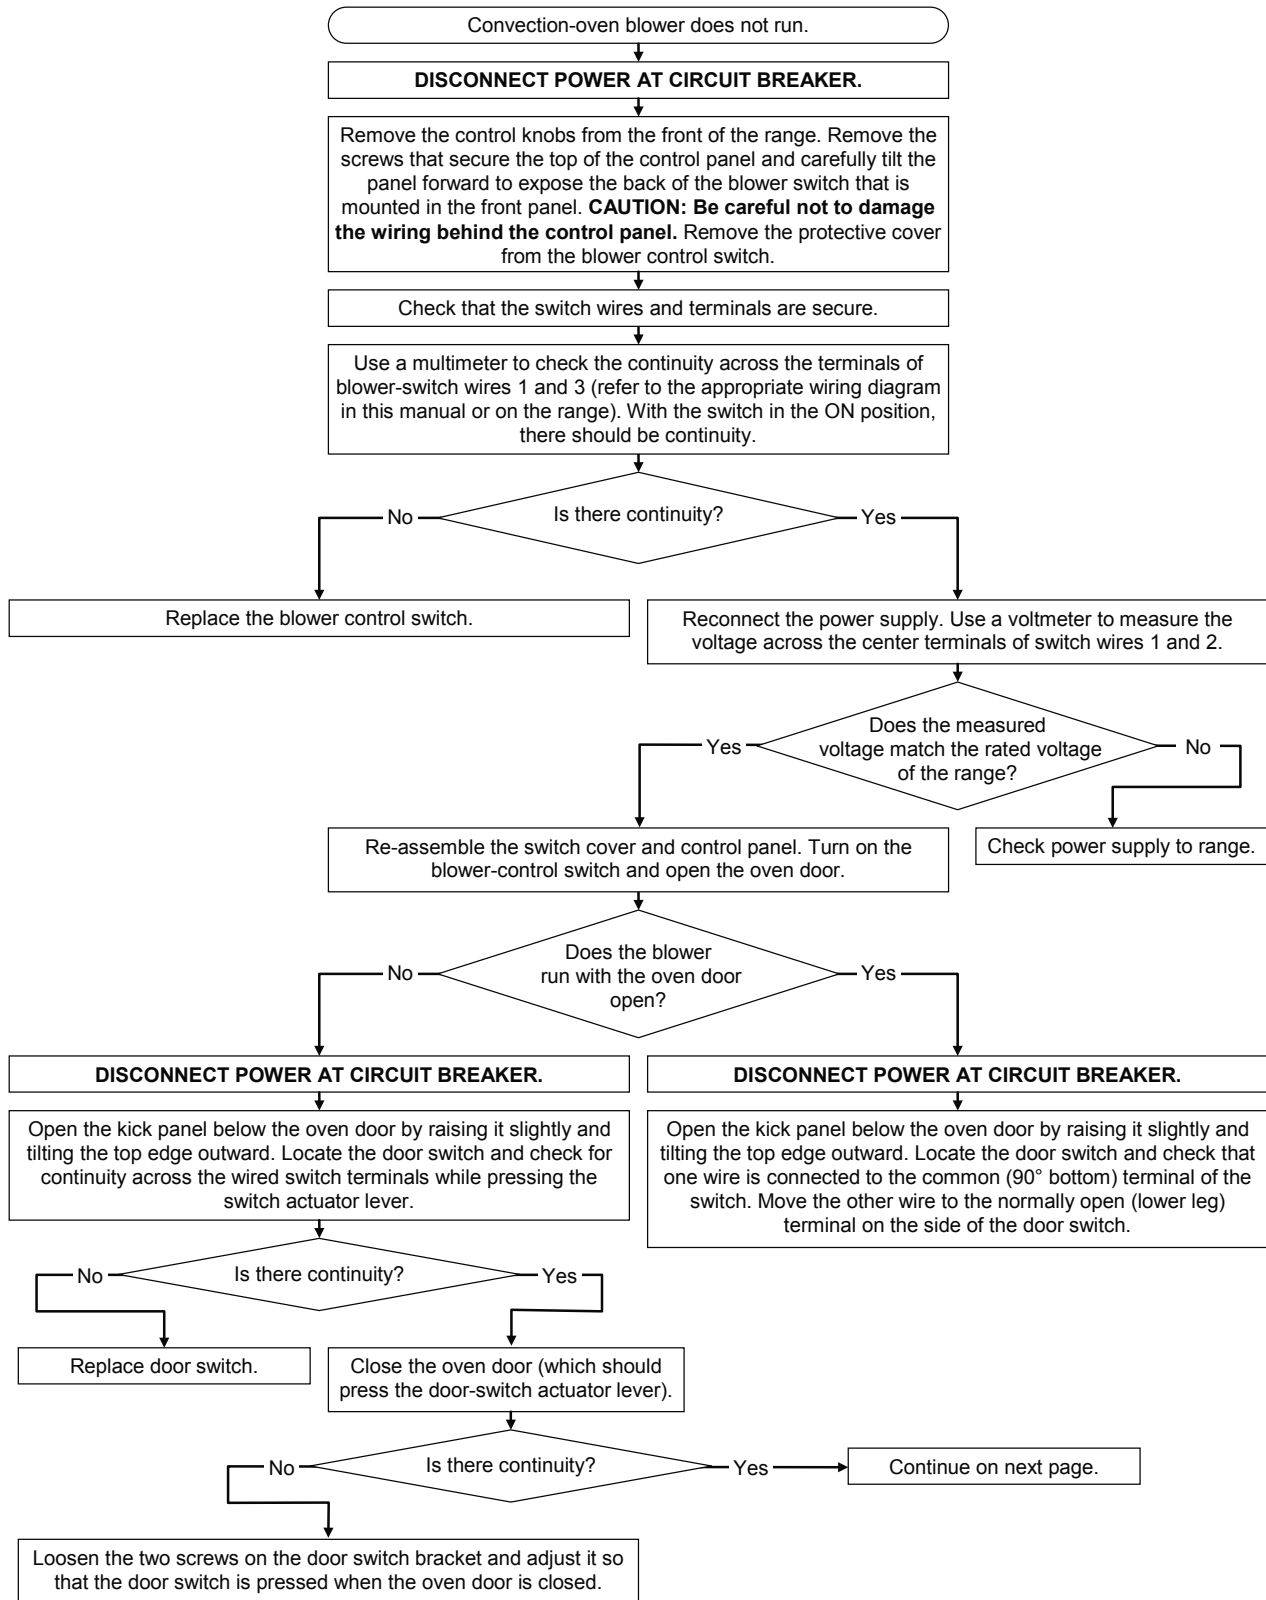 Convection-oven blower does not run.
DISCONNECT POWER AT CIRCUIT BREAKER.
Remove the control knobs from the front of the range. Remove the
screws that secure the top of the control panel and carefully tilt the
panel forward to expose the back of the blower switch that is
mounted in the front panel. CAUTION: Be careful not to damage
the wiring behind the control panel. Remove the protective cover
from the blower control switch.
Check that the switch wires and terminals are secure.
Use a multimeter to check the continuity across the terminals of
blower-switch wires 1 and 3 (refer to the appropriate wiring diagram
in this manual or on the range). With the switch in the ON position,
there should be continuity.
Is there continuity?
No
Yes
Replace the blower control switch.
Reconnect the power supply. Use a voltmeter to measure the
voltage across the center terminals of switch wires 1 and 2.
Does the measured
voltage match the rated voltage
of the range?
Yes
No
Re-assemble the switch cover and control panel. Turn on the
blower-control switch and open the oven door.
Check power supply to range.
Does the blower
run with the oven door
open?
No
Yes
DISCONNECT POWER AT CIRCUIT BREAKER.
Open the kick panel below the oven door by raising it slightly and
tilting the top edge outward. Locate the door switch and check for
continuity across the wired switch terminals while pressing the
switch actuator lever.
DISCONNECT POWER AT CIRCUIT BREAKER.
Open the kick panel below the oven door by raising it slightly and
tilting the top edge outward. Locate the door switch and check that
one wire is connected to the common (90° bottom) terminal of the
switch. Move the other wire to the normally open (lower leg)
terminal on the side of the door switch.
Is there continuity?
No
Yes
Replace door switch.
Close the oven door (which should
press the door-switch actuator lever).
Is there continuity?
No
Yes
Continue on next page.
Loosen the two screws on the door switch bracket and adjust it so
that the door switch is pressed when the oven door is closed.